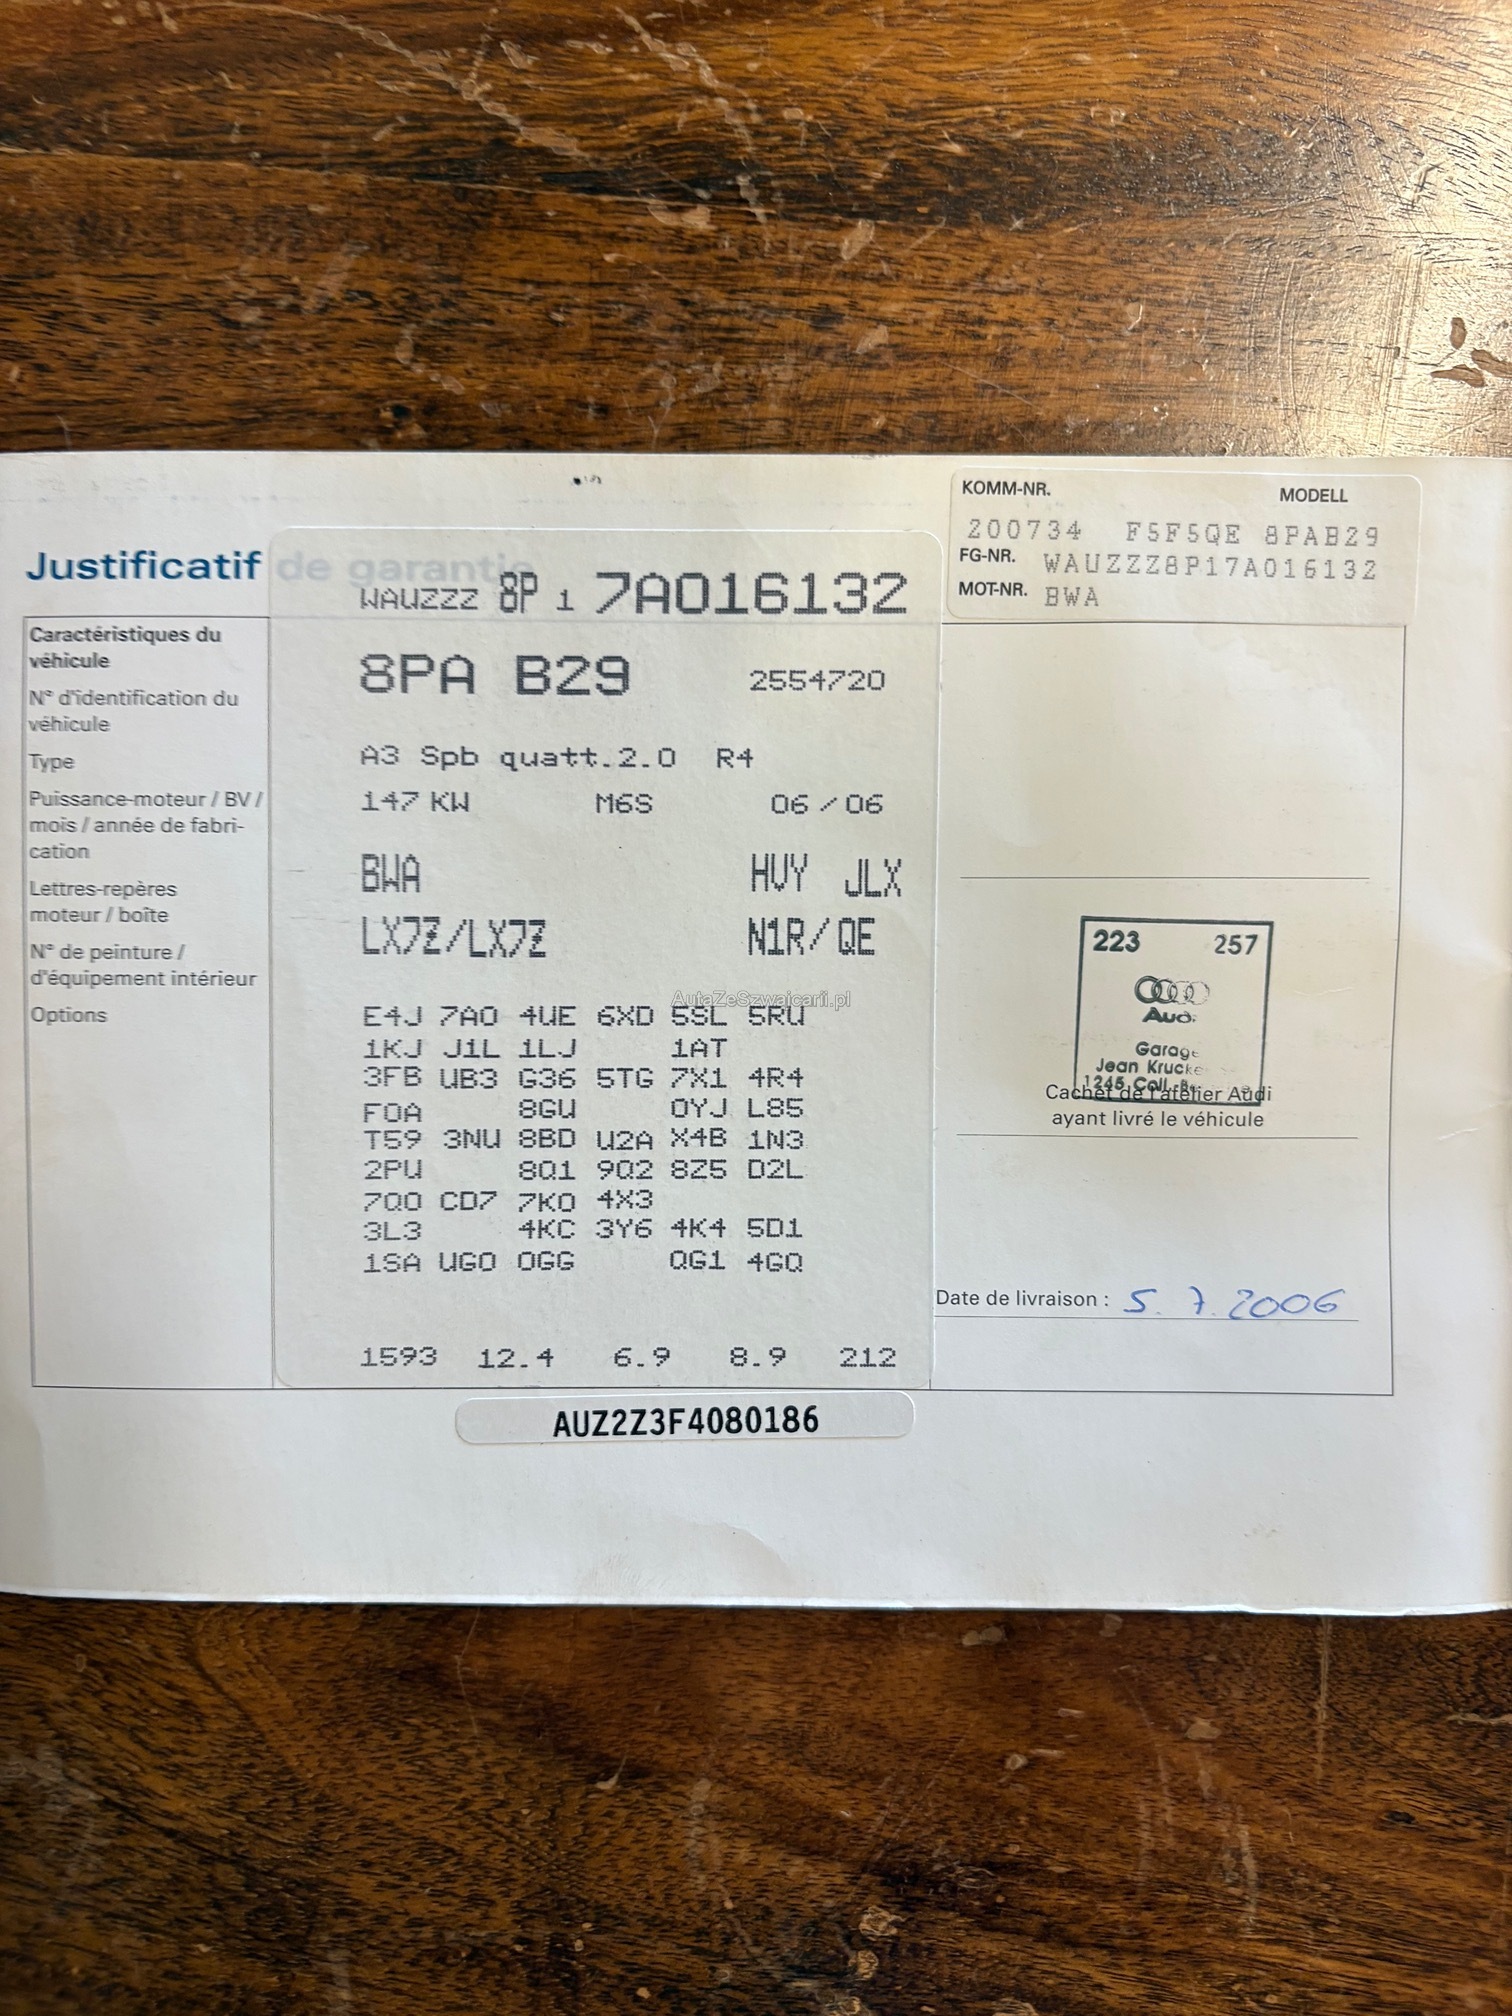 KOMM-NR. MODELL
200734 F5F5QE 8PAB29
FG-NR. WAUZZZ8P17A016132
MOT-NR. BWA
Justificatif de garantie
WAUZZZ 8P 1 7A016132
Caractéristiques du
véhicule
8PA B29 2554720
N° d'identification du
véhicule
Type
A3 Spb quatt.2.0 R4
Puissance-moteur / BV /
mois / année de fabri-
cation
147 KW M6S 06 / 06
Lettres-repères
moteur / boîte
BWA HVY JLX
N° de peinture /
d'équipement intérieur
LX7Z/LX7Z N1R/QE
Options
AutaZeSzwajcarii.pl
E4J 7A0 4UE 6XD 5SL 5RU
1KJ J1L 1LJ 1AT
3FB UB3 G36 5TG 7X1 4R4
F0A 8GU 0YJ L85
T59 3NU 8BD U2A X4B 1N3
2PU 8Q1 9Q2 8Z5 D2L
7Q0 CD7 7K0 4X3
3L3 4KC 3Y6 4K4 5D1
1SA UG0 0GG QG1 4GQ
1593 12.4 6.9 8.9 212
223 257
Audi
Garage
Jean Krucke
1245 Coll.-Be
Cachet de l'atelier Audi
ayant livré le véhicule
Date de livraison : 5. 7. 2006
AUZ2Z3F4080186